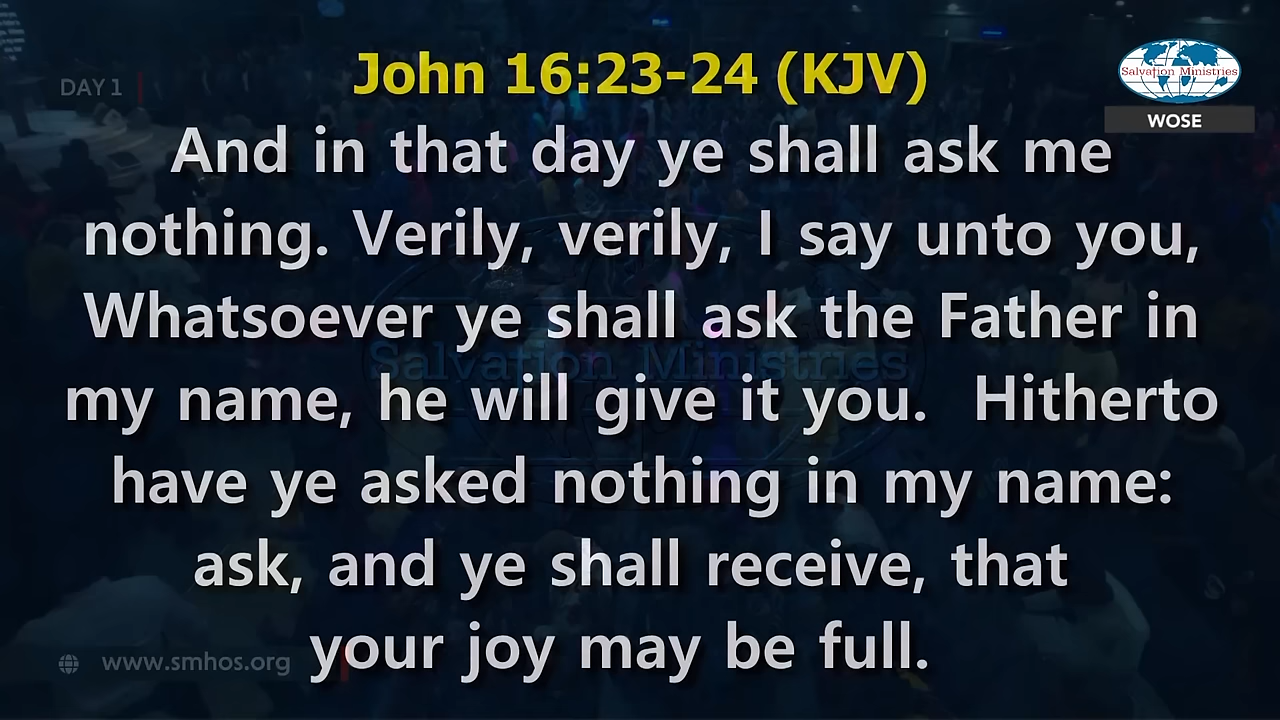 John 16:23-24 (KJV)
DAY 1
Salvation Ministries
WOSE
And in that day ye shall ask me
nothing. Verily, verily, I say unto you,
Whatsoever ye shall ask the Father in
Salvation Ministries
my name, he will give it you.  Hitherto
have ye asked nothing in my name:
ask, and ye shall receive, that
your joy may be full.
www.smhos.org